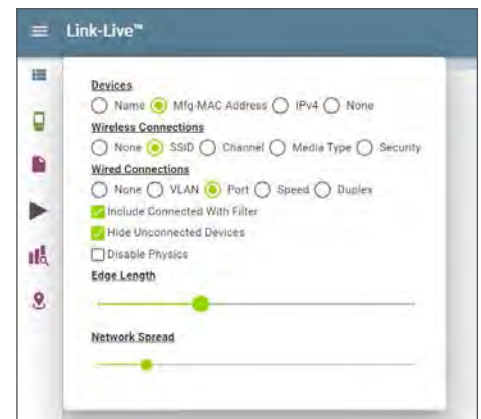 Link-Live™
Devices
Name Mfg-MAC Address IPv4 None
Wireless Connections
None SSID Channel Media Type Security
Wired Connections
None VLAN Port Speed Duplex
Include Connected With Filter
Hide Unconnected Devices
Disable Physics
Edge Length
Network Spread